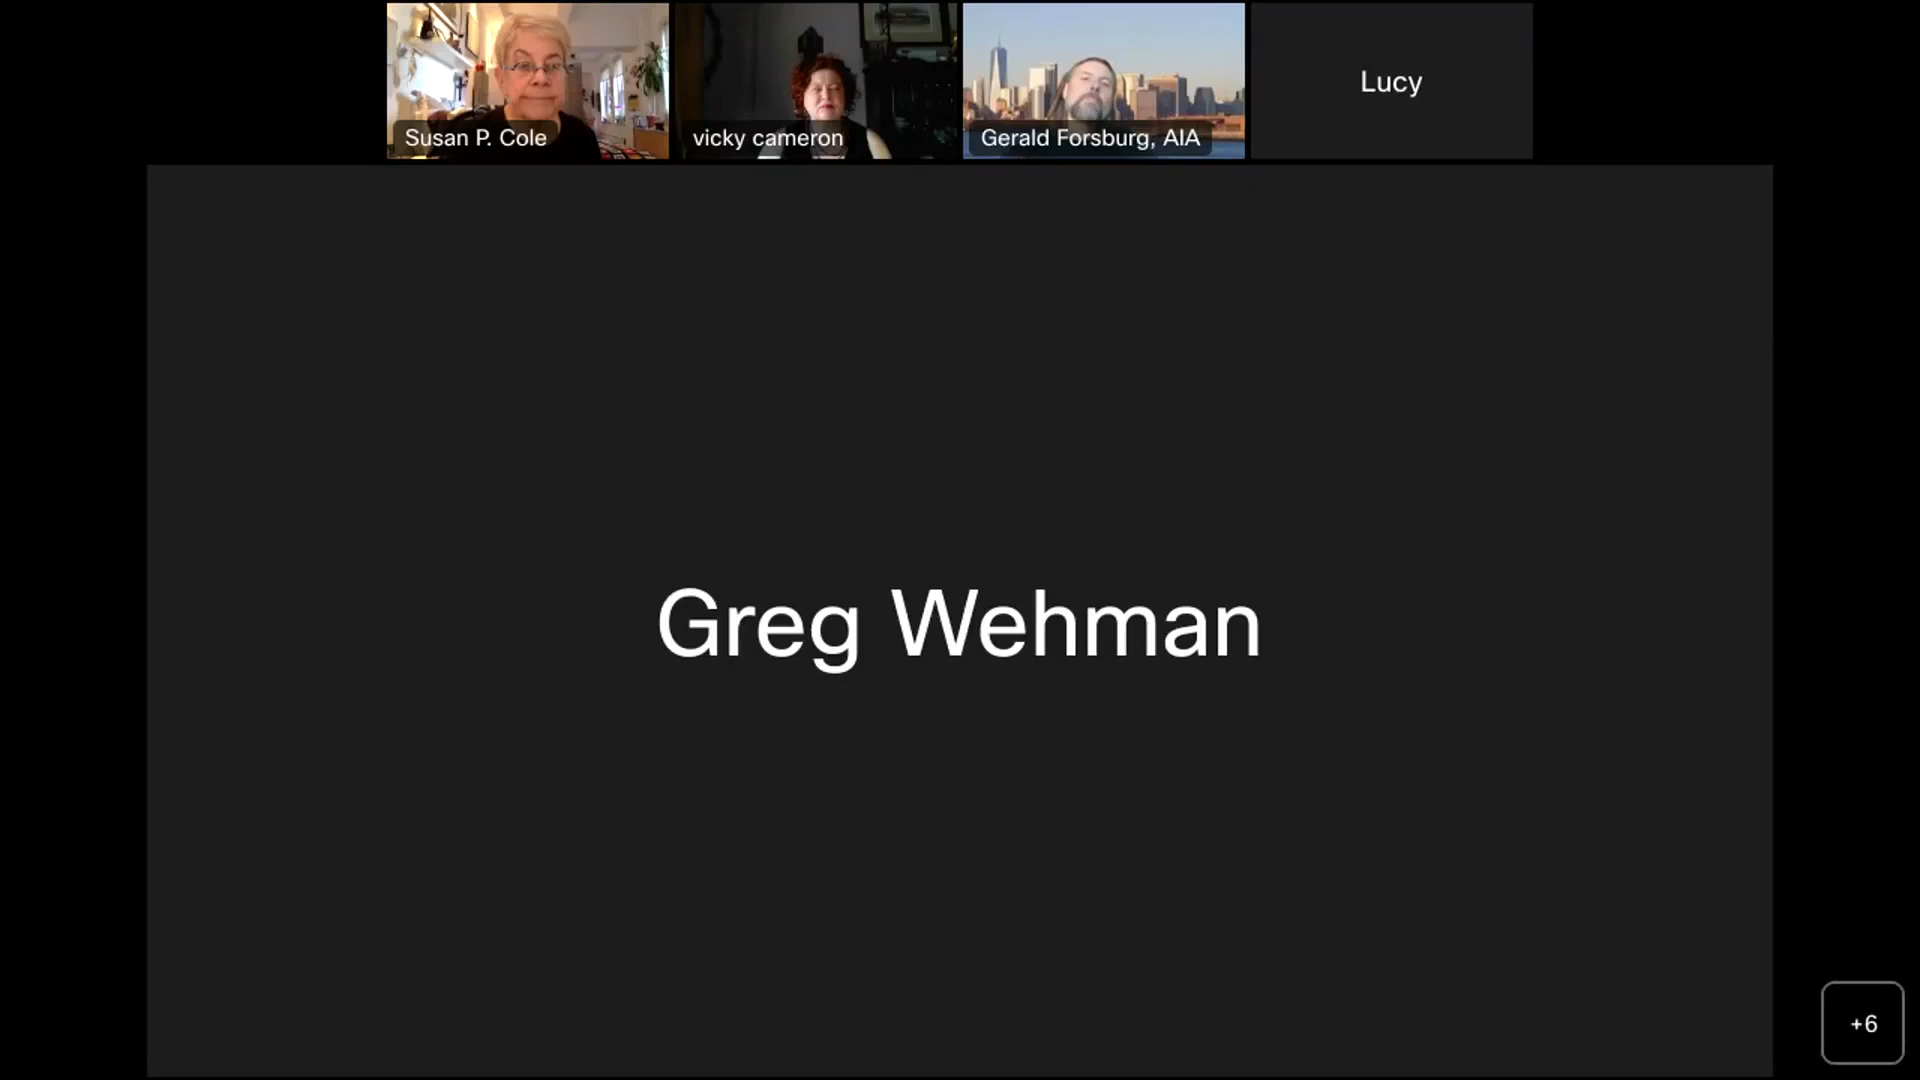 Susan P. Cole
vicky cameron
Gerald Forsburg, AIA
Lucy
Greg Wehman
+6